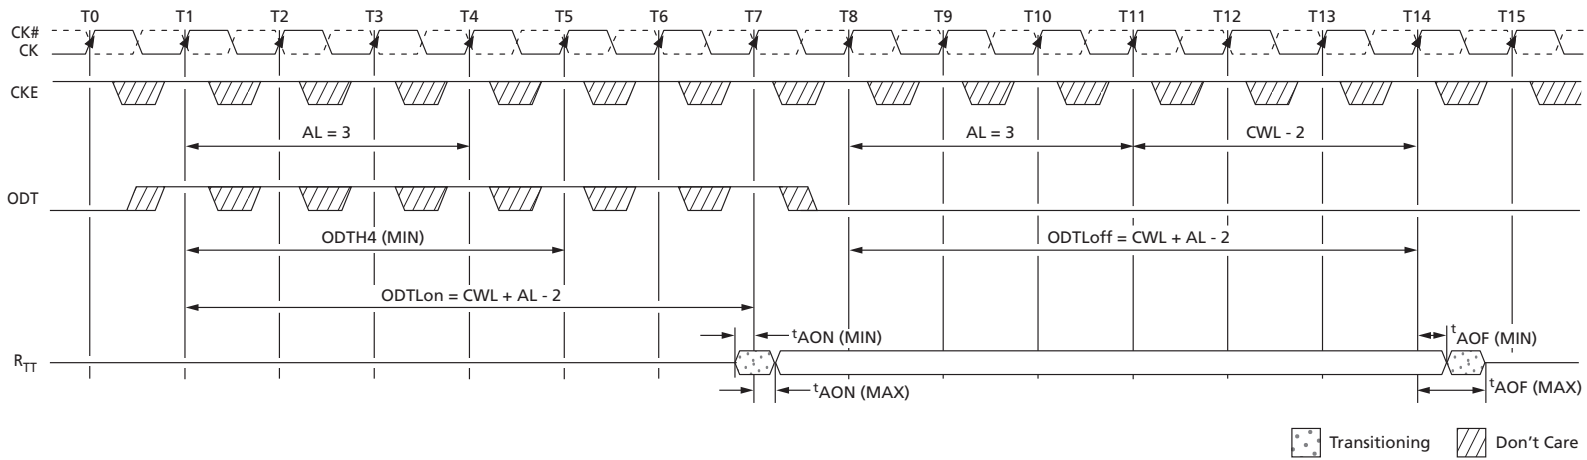 T0 T1 T2 T3 T4 T5 T6 T7 T8 T9 T10 T11 T12 T13 T14 T15
CK#
CK
CKE
AL = 3 AL = 3 CWL - 2
ODT
ODTH4 (MIN) ODTLoff = CWL + AL - 2
ODTLon = CWL + AL - 2
tAON (MIN) tAOF (MIN)
RTT
tAON (MAX) tAOF (MAX)
Transitioning Don't Care